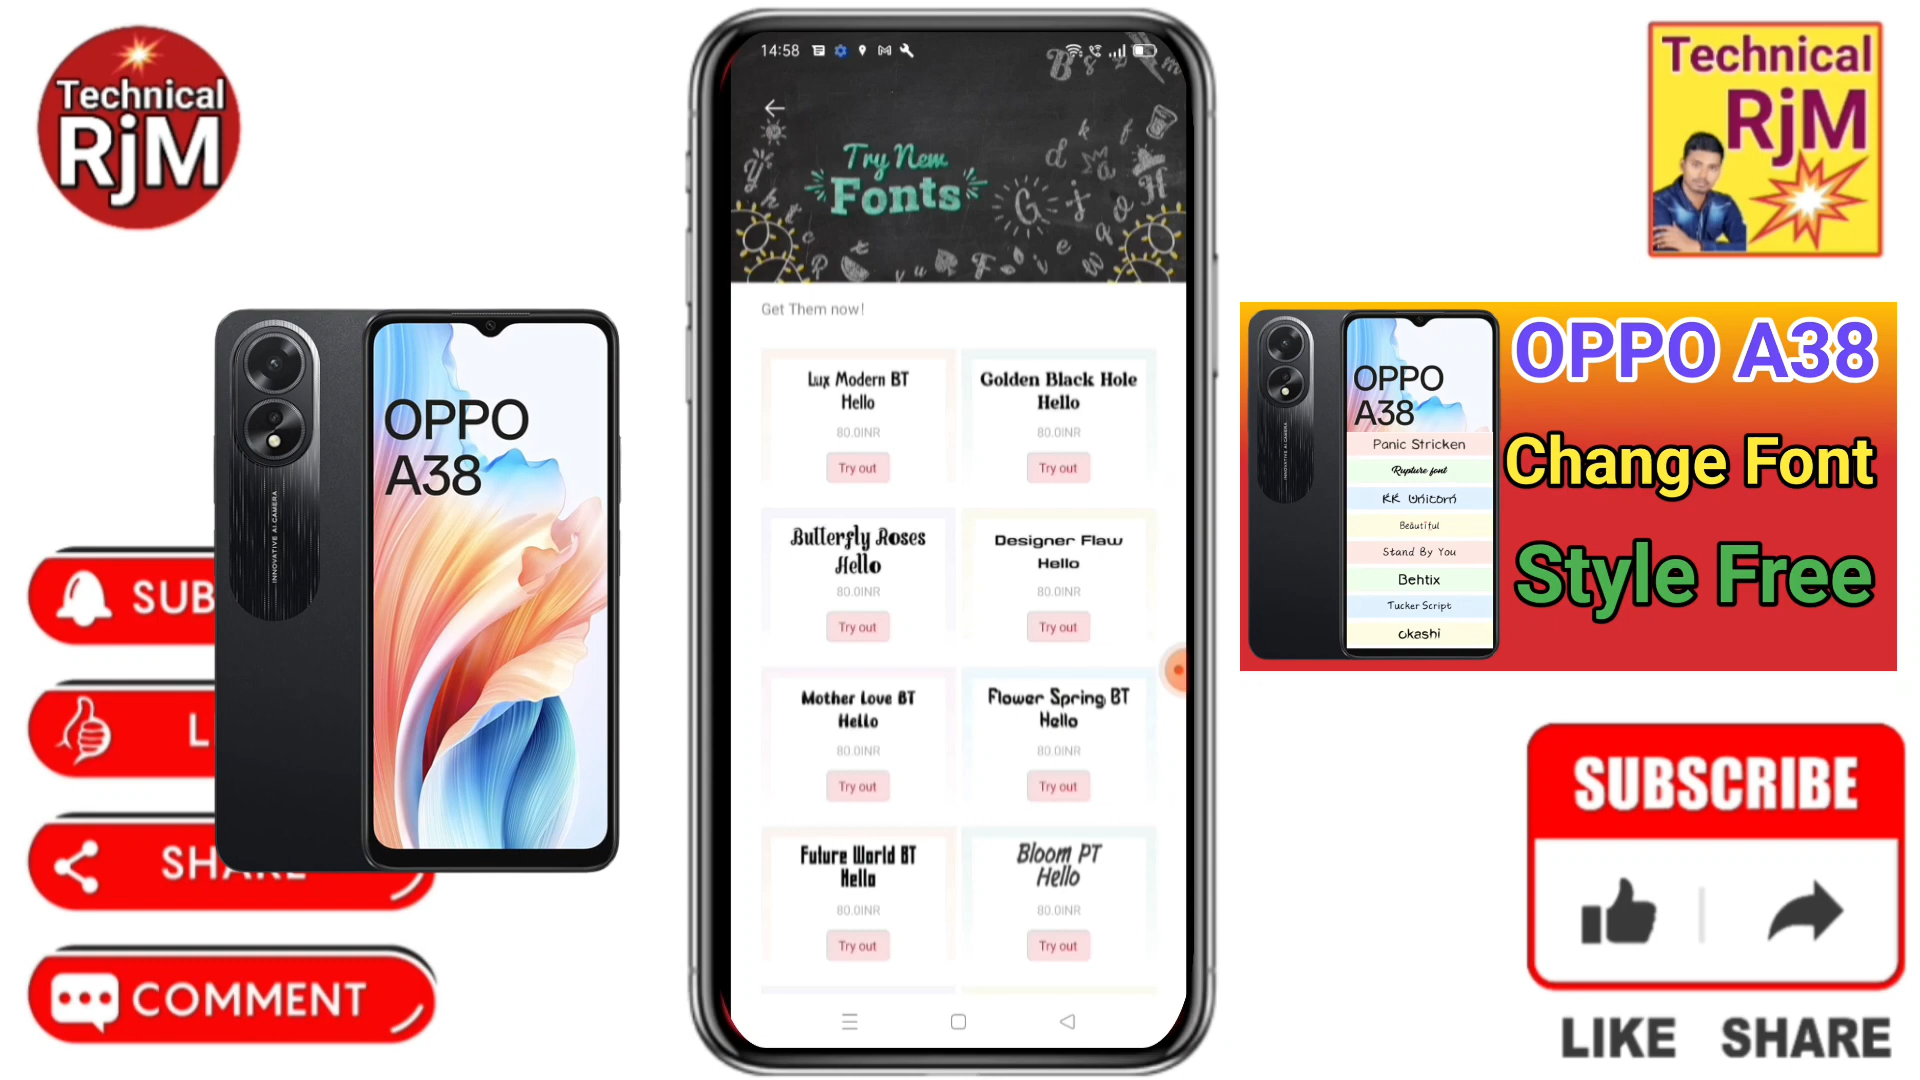 Technical
RjM
14:58
Try New
Fonts
Get Them now!
Lux Modern BT
Hello
80.0INR
Try out
Golden Black Hole
Hello
80.0INR
Try out
Butterfly Roses
Hello
80.0INR
Try out
Designer Flaw
Hello
80.0INR
Try out
Mother Love BT
Hello
80.0INR
Try out
Flower Spring BT
Hello
80.0INR
Try out
Future World BT
Hello
80.0INR
Try out
Bloom PT
Hello
80.0INR
Try out
Technical
RjM
OPPO
A38
INNOVATIVE AI CAMERA
SUB
L
SHARE
COMMENT
OPPO
A38
Panic Stricken
Rupture font
KK Unicorn
Beautiful
Stand By You
Behtix
Tucker Script
okashi
OPPO A38
Change Font
Style Free
SUBSCRIBE
LIKE SHARE